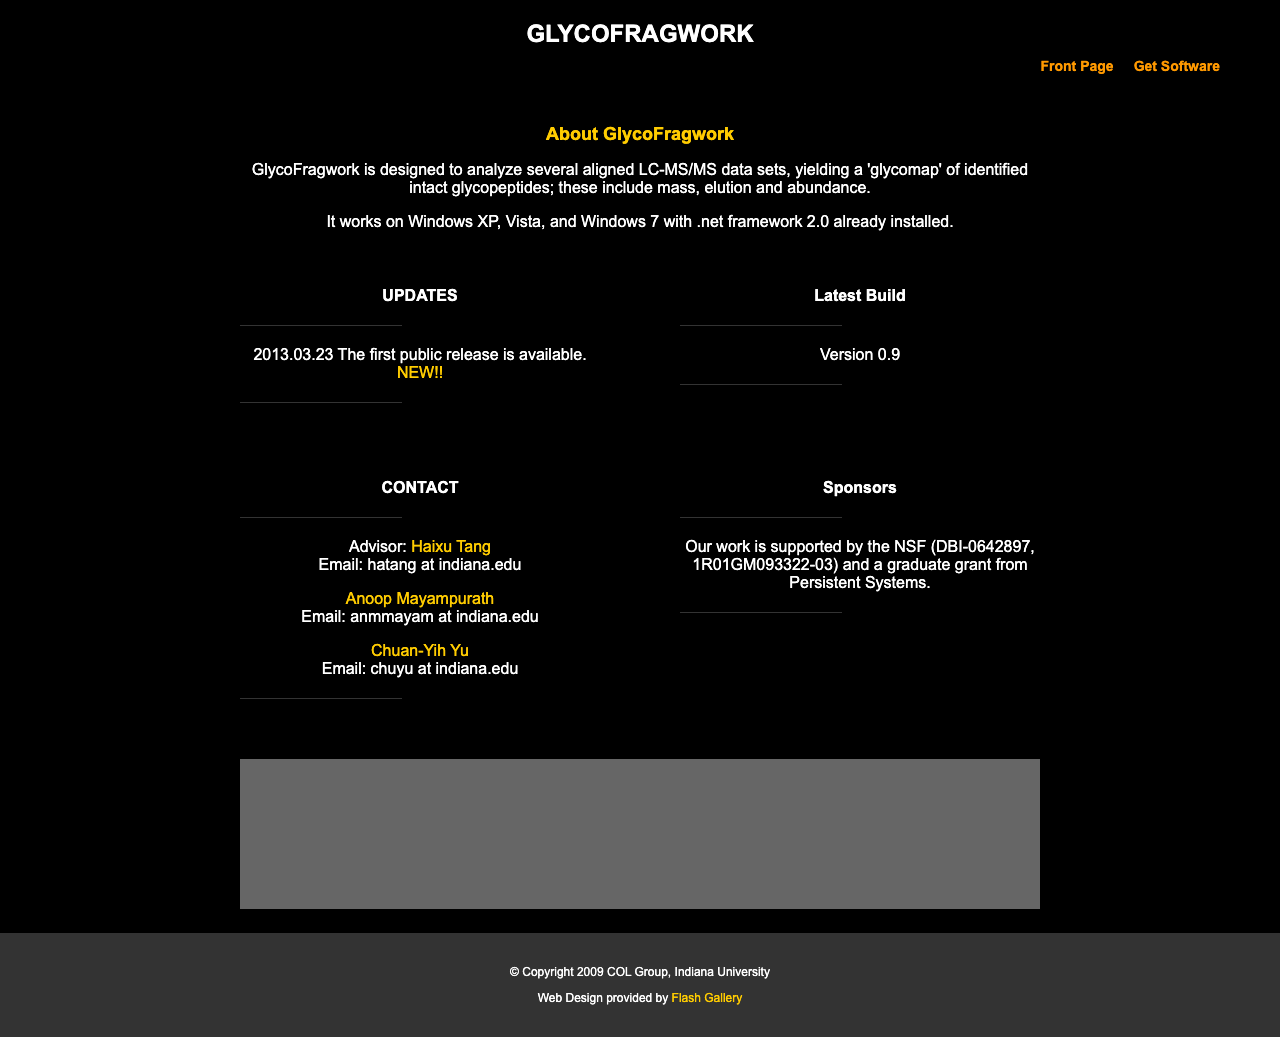 GLYCOFRAGWORK
Front Page Get Software
About GlycoFragwork
GlycoFragwork is designed to analyze several aligned LC-MS/MS data sets, yielding a 'glycomap' of identified
intact glycopeptides; these include mass, elution and abundance.
It works on Windows XP, Vista, and Windows 7 with .net framework 2.0 already installed.
UPDATES
2013.03.23 The first public release is available.
NEW!!
Latest Build
Version 0.9
CONTACT
Advisor: Haixu Tang
Email: hatang at indiana.edu
Anoop Mayampurath
Email: anmmayam at indiana.edu
Chuan-Yih Yu
Email: chuyu at indiana.edu
Sponsors
Our work is supported by the NSF (DBI-0642897,
1R01GM093322-03) and a graduate grant from
Persistent Systems.
© Copyright 2009 COL Group, Indiana University
Web Design provided by Flash Gallery